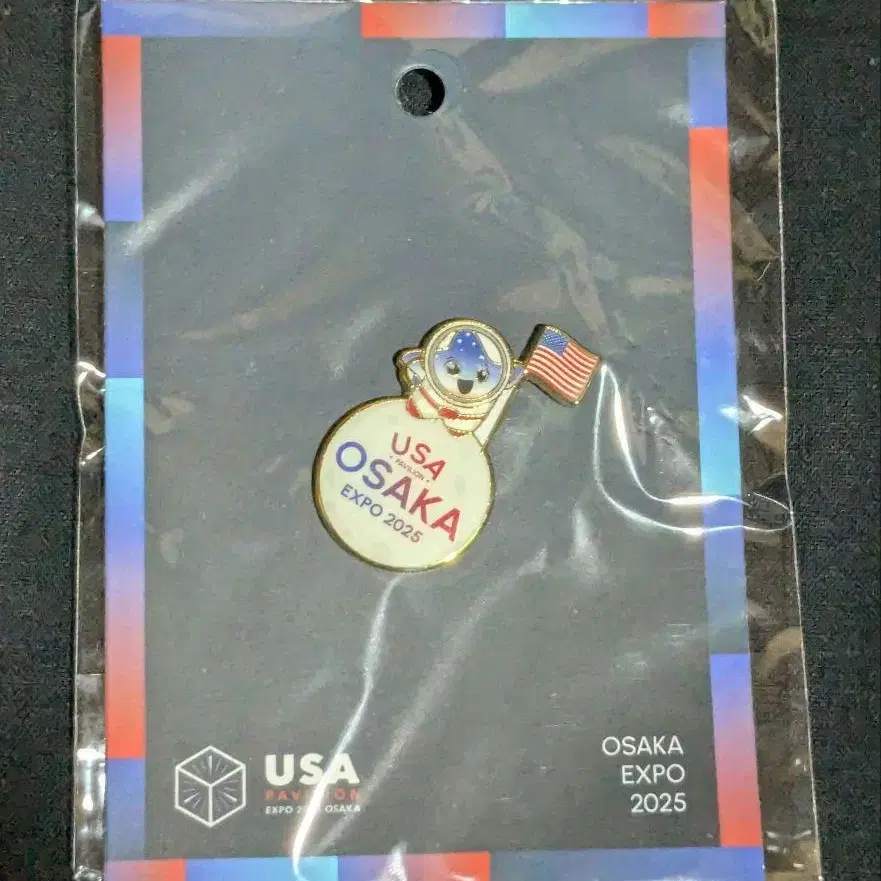 USA
• PAVILION •
OSAKA
EXPO 2025
USA
PAVILION
EXPO 2025 OSAKA
OSAKA
EXPO
2025